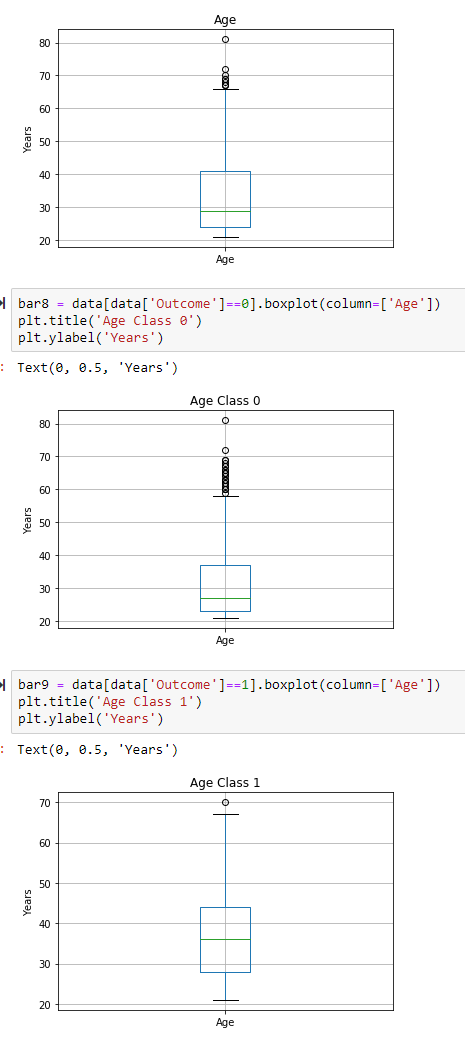 Age
80
70
60
50
40
30
20
Years
Age
bar8 = data[data['Outcome']==0].boxplot(column=['Age'])
plt.title('Age Class 0')
plt.ylabel('Years')
: Text(0, 0.5, 'Years')
Age Class 0
80
70
60
50
40
30
20
Years
Age
bar9 = data[data['Outcome']==1].boxplot(column=['Age'])
plt.title('Age Class 1')
plt.ylabel('Years')
: Text(0, 0.5, 'Years')
Age Class 1
70
60
50
40
30
20
Years
Age